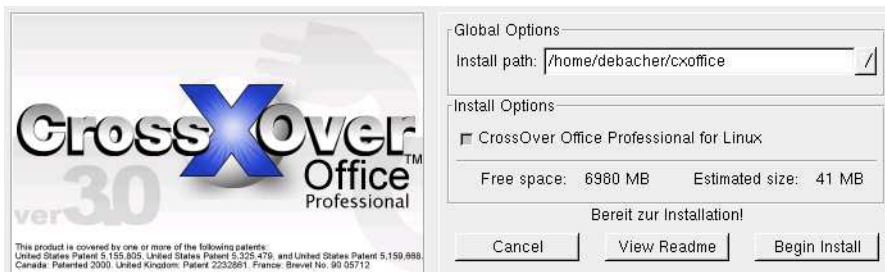 CrossOver
Office™
Professional
ver 3.0
This product is covered by one or more of the following patents:
United States Patent 5,155,805, United States Patent 5,325,479, and United States Patent 5,159,668.
Canada: Patented 2000. United Kingdom: Patent 2232861. France: Brevet No. 90 05712
Global Options
Install path: /home/debacher/cxoffice /
Install Options
CrossOver Office Professional for Linux
Free space: 6980 MB Estimated size: 41 MB
Bereit zur Installation!
Cancel View Readme Begin Install